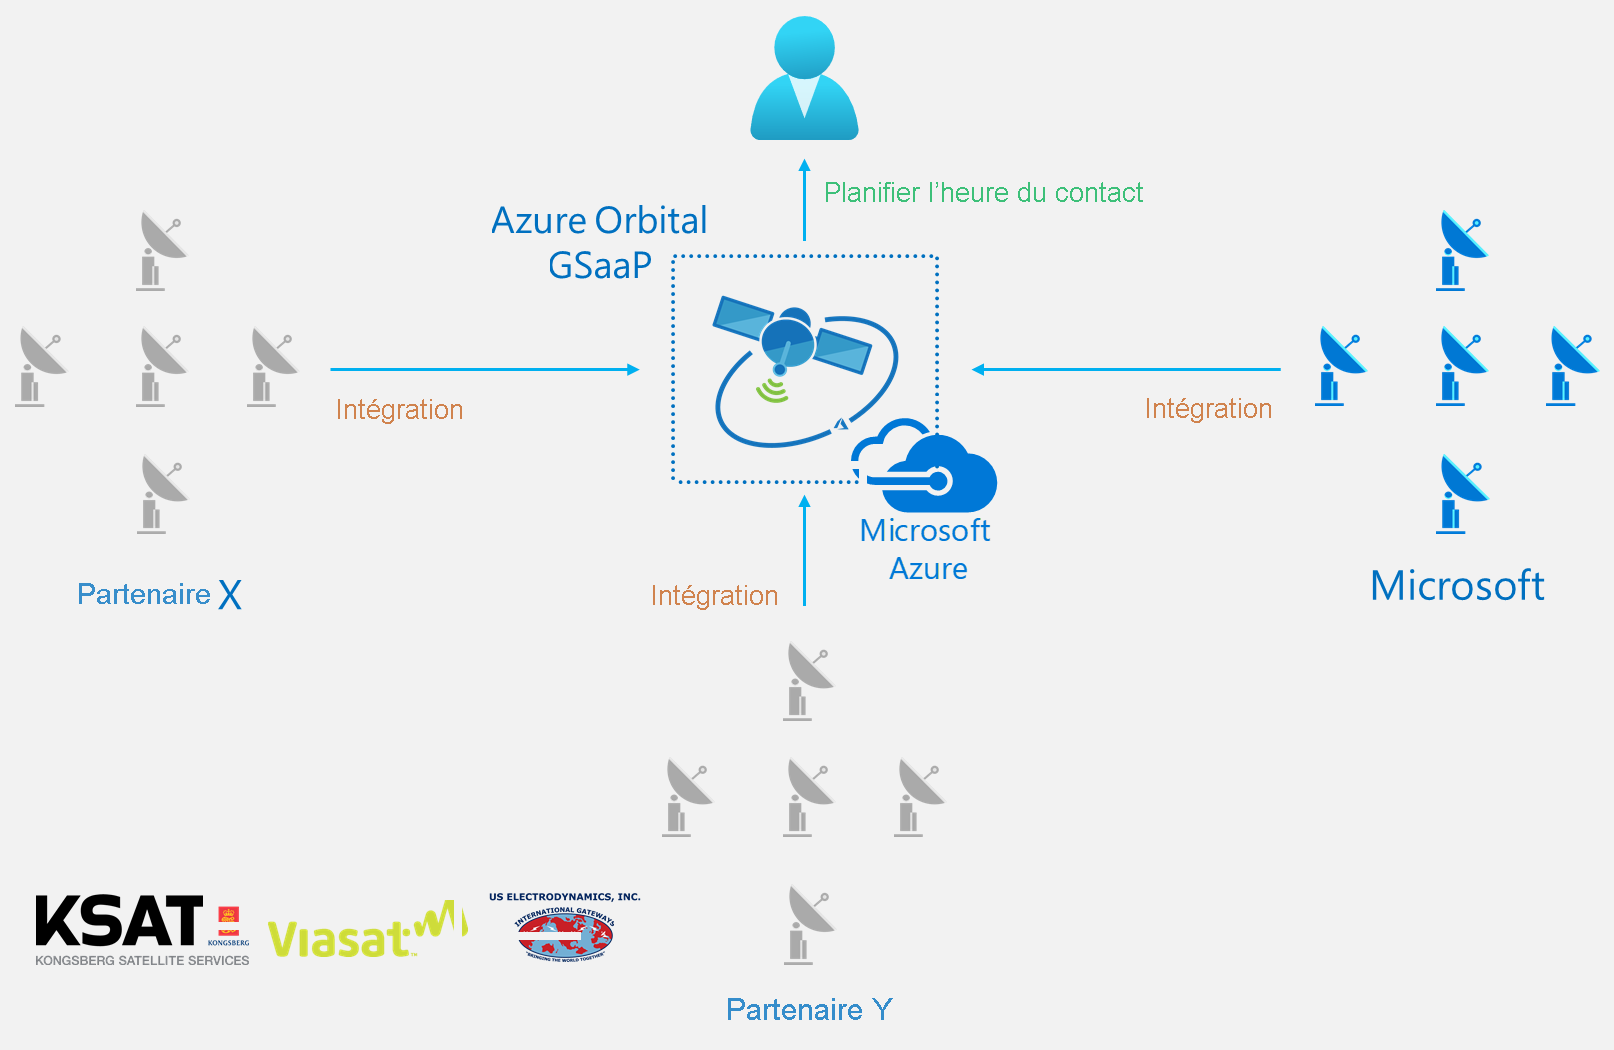 Planifier l'heure du contact
Azure Orbital
GSaaP
Intégration
Intégration
Microsoft
Azure
Partenaire X
Intégration
Microsoft
KSAT
KONGSBERG
KONGSBERG SATELLITE SERVICES
Viasat™
US ELECTRODYNAMICS, INC.
INTERNATIONAL GATEWAYS
"BRINGING THE WORLD TOGETHER"
Partenaire Y